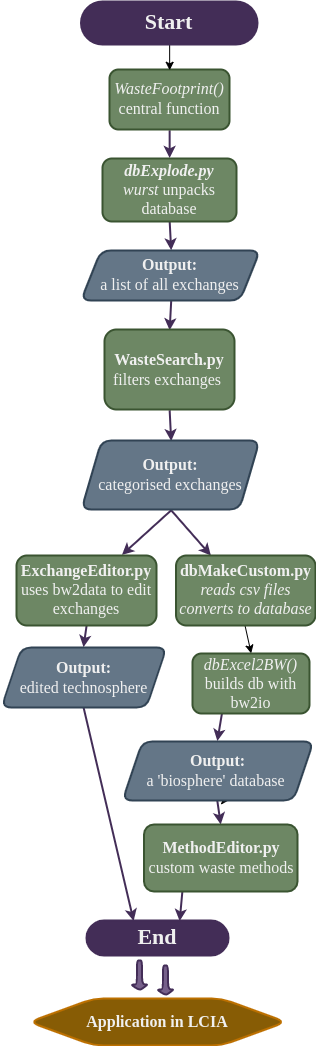 Start
WasteFootprint()
central function
dbExplode.py
wurst unpacks
database
Output:
a list of all exchanges
WasteSearch.py
filters exchanges
Output:
categorised exchanges
ExchangeEditor.py
uses bw2data to edit
exchanges
dbMakeCustom.py
reads csv files
converts to database
Output:
edited technosphere
dbExcel2BW()
builds db with
bw2io
Output:
a 'biosphere' database
MethodEditor.py
custom waste methods
End
Application in LCIA